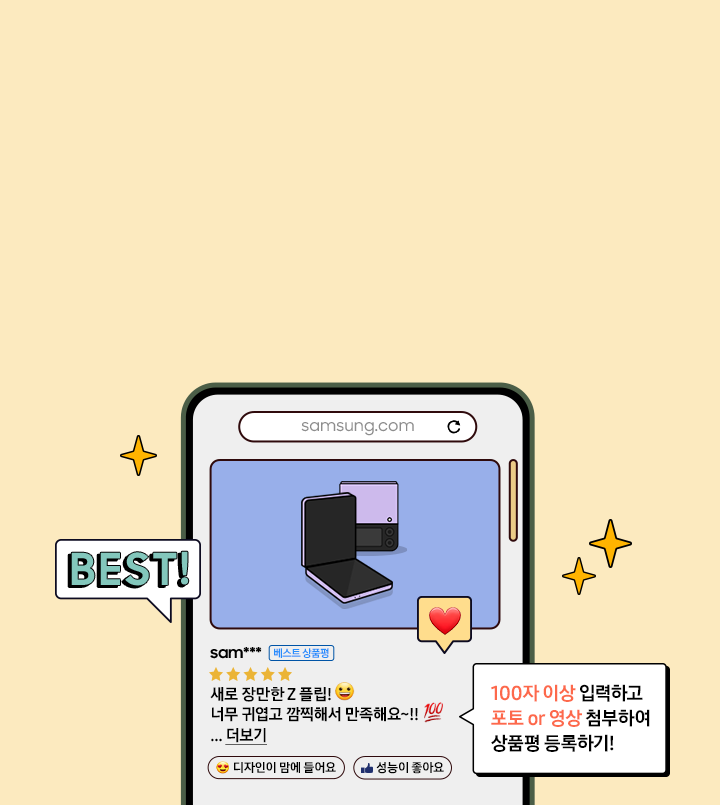 samsung.com
BEST!
sam*** 베스트 상품평
새로 장만한 Z 플립! 😀
너무 귀엽고 깜찍해서 만족해요~!! 💯
... 더보기
😍 디자인이 맘에 들어요 👍 성능이 좋아요
100자 이상 입력하고
포토 or 영상 첨부하여
상품평 등록하기!